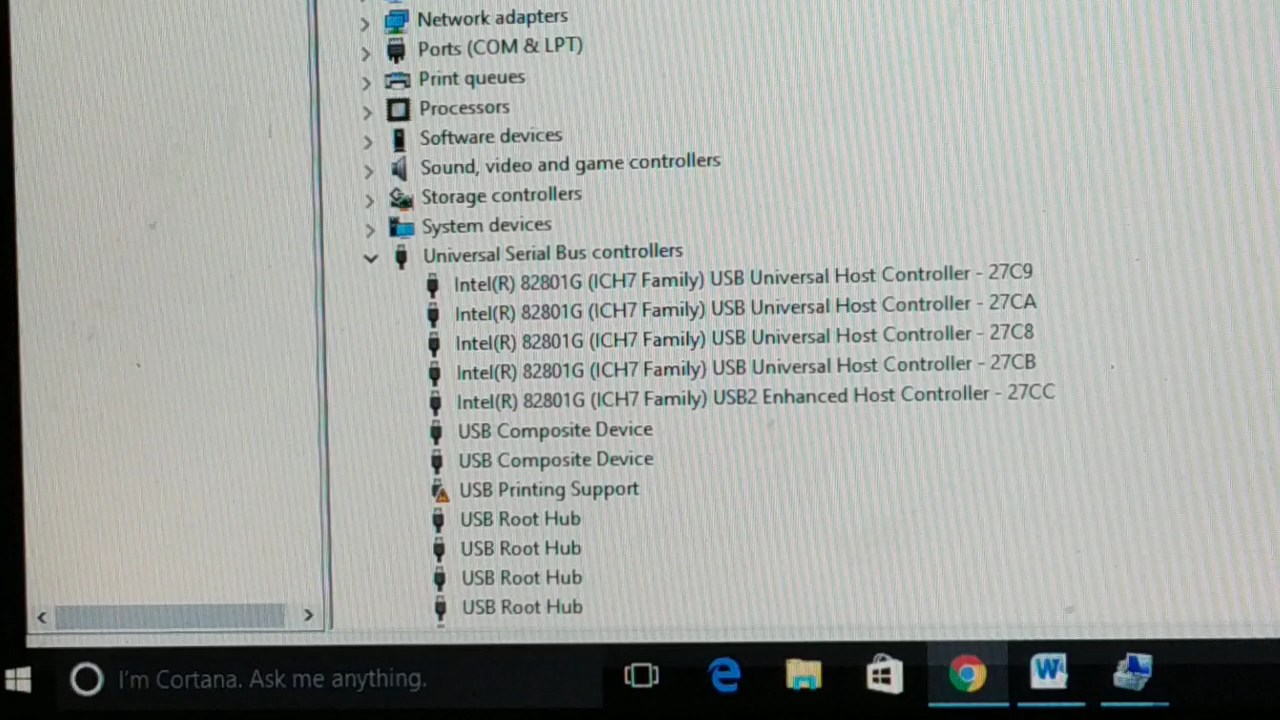 Network adapters
Ports (COM & LPT)
Print queues
Processors
Software devices
Sound, video and game controllers
Storage controllers
System devices
Universal Serial Bus controllers
Intel(R) 82801G (ICH7 Family) USB Universal Host Controller - 27C9
Intel(R) 82801G (ICH7 Family) USB Universal Host Controller - 27CA
Intel(R) 82801G (ICH7 Family) USB Universal Host Controller - 27C8
Intel(R) 82801G (ICH7 Family) USB Universal Host Controller - 27CB
Intel(R) 82801G (ICH7 Family) USB2 Enhanced Host Controller - 27CC
USB Composite Device
USB Composite Device
USB Printing Support
USB Root Hub
USB Root Hub
USB Root Hub
USB Root Hub
I'm Cortana. Ask me anything.